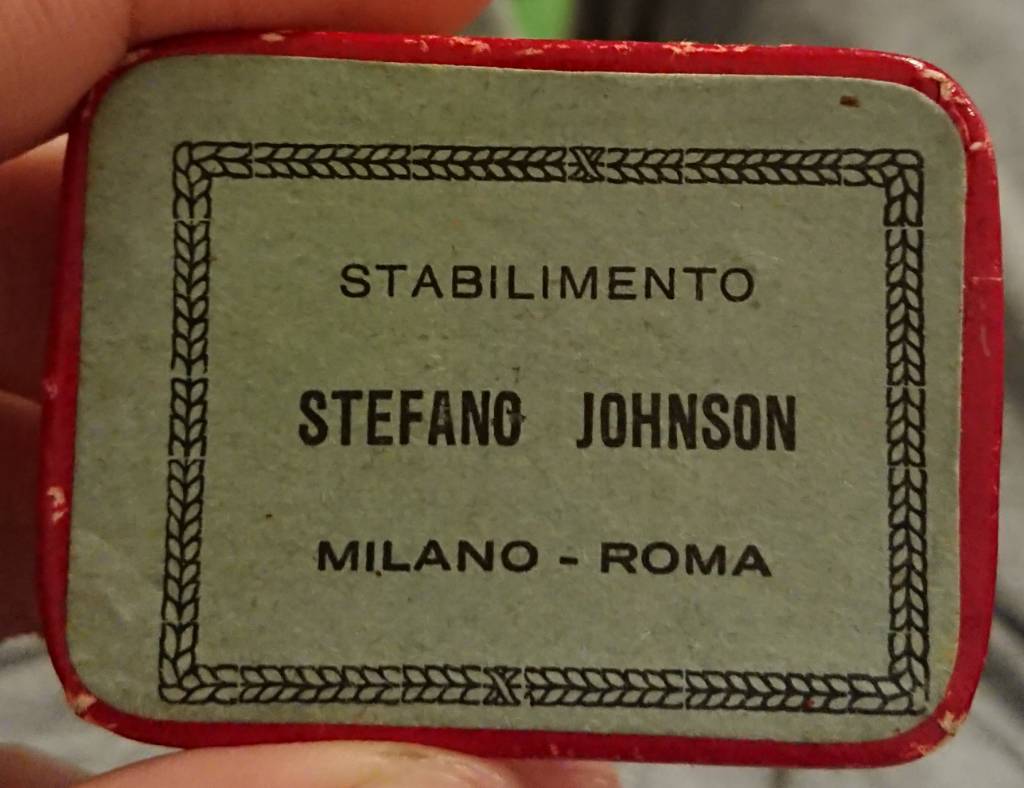 STABILIMENTO
STEFANO JOHNSON
MILANO - ROMA